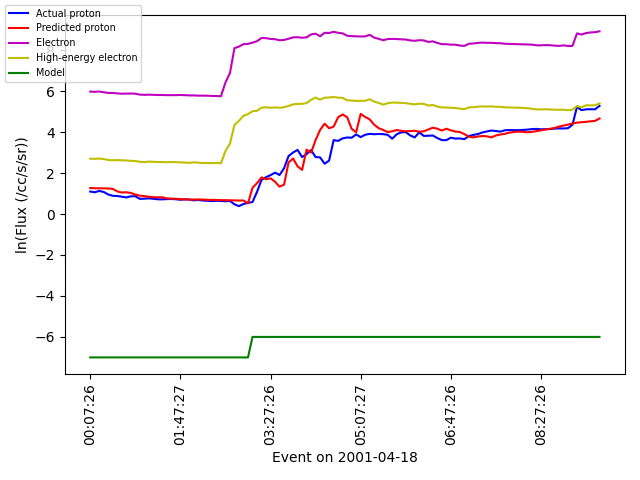 Actual proton
Predicted proton
Electron
High-energy electron
Model
8
6
4
2
0
−2
−4
−6
ln(Flux (/cc/s/sr))
00:07:26
01:47:27
03:27:26
05:07:27
06:47:26
08:27:26
Event on 2001-04-18